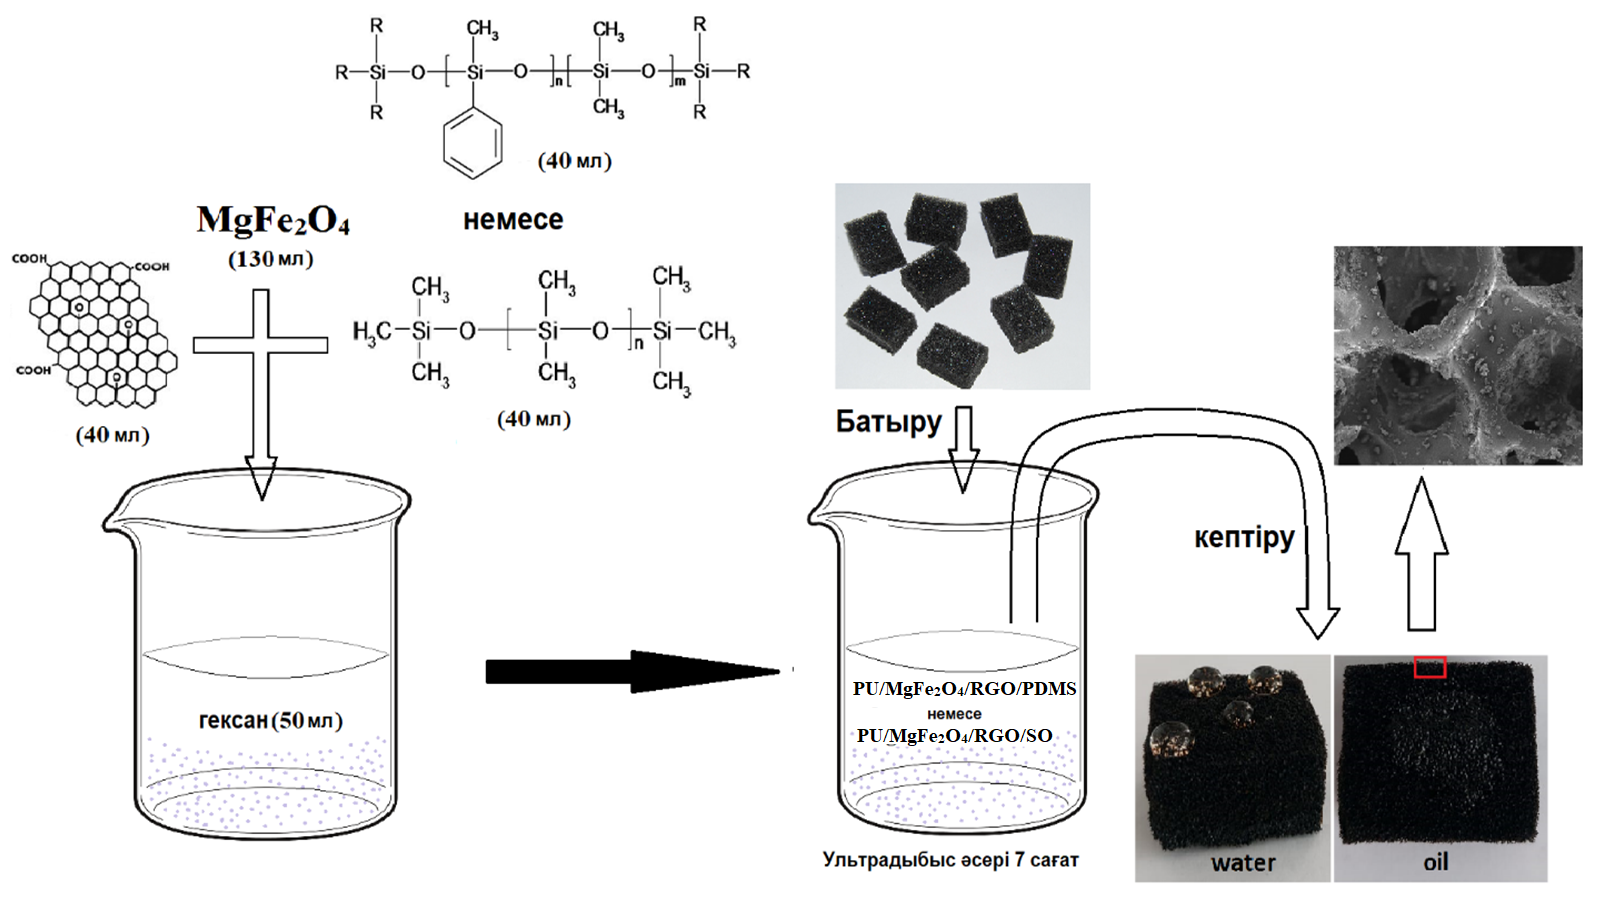 R
CH₃
CH₃
R
R—Si—O—[Si—O—]n[Si—O—]m Si—R
R
CH₃
R
(40 мл)
MgFe₂O₄
(130 мл)
немесе
COOH
COOH
O
O
O
COOH
(40 мл)
CH₃
CH₃
CH₃
H₃C—Si—O—[Si—O—]n Si—CH₃
CH₃
CH₃
CH₃
(40 мл)
гексан (50 мл)
Батыру
PU/MgFe₂O₄/RGO/PDMS
немесе
PU/MgFe₂O₄/RGO/SO
Ультрадыбыс әсері 7 сағат
кептіру
water
oil